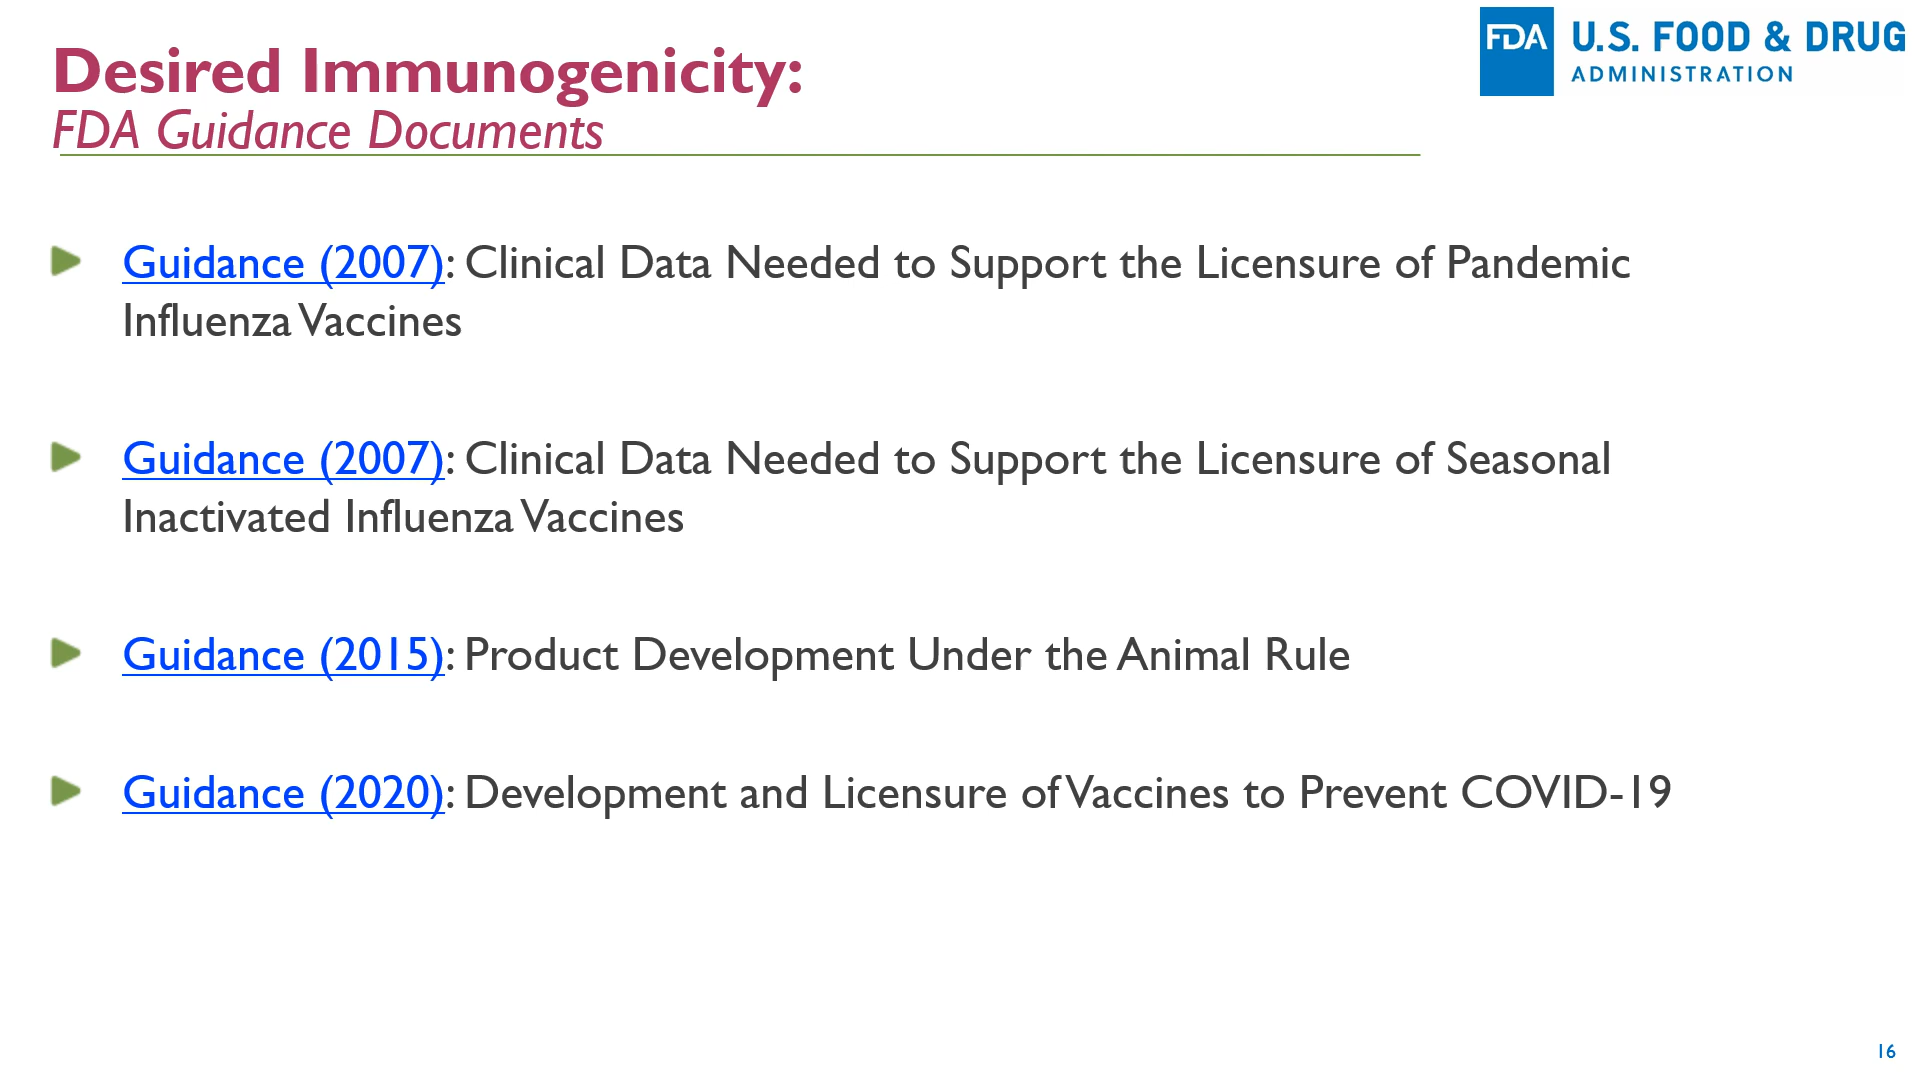 Desired Immunogenicity:
FDA Guidance Documents
FDA U.S. FOOD & DRUG
ADMINISTRATION
Guidance (2007): Clinical Data Needed to Support the Licensure of Pandemic
Influenza Vaccines
Guidance (2007): Clinical Data Needed to Support the Licensure of Seasonal
Inactivated Influenza Vaccines
Guidance (2015): Product Development Under the Animal Rule
Guidance (2020): Development and Licensure of Vaccines to Prevent COVID-19
16